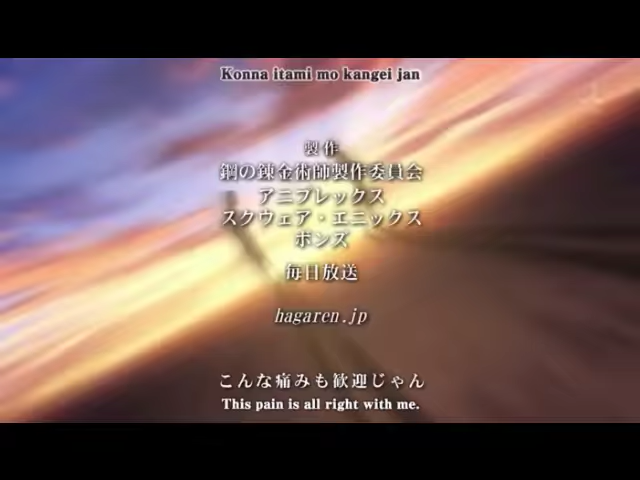 Konna itami mo kangei jan
製作
鋼の錬金術師製作委員会
アニプレックス
スクウェア・エニックス
ボンズ
毎日放送
hagaren.jp
こんな痛みも歓迎じゃん
This pain is all right with me.